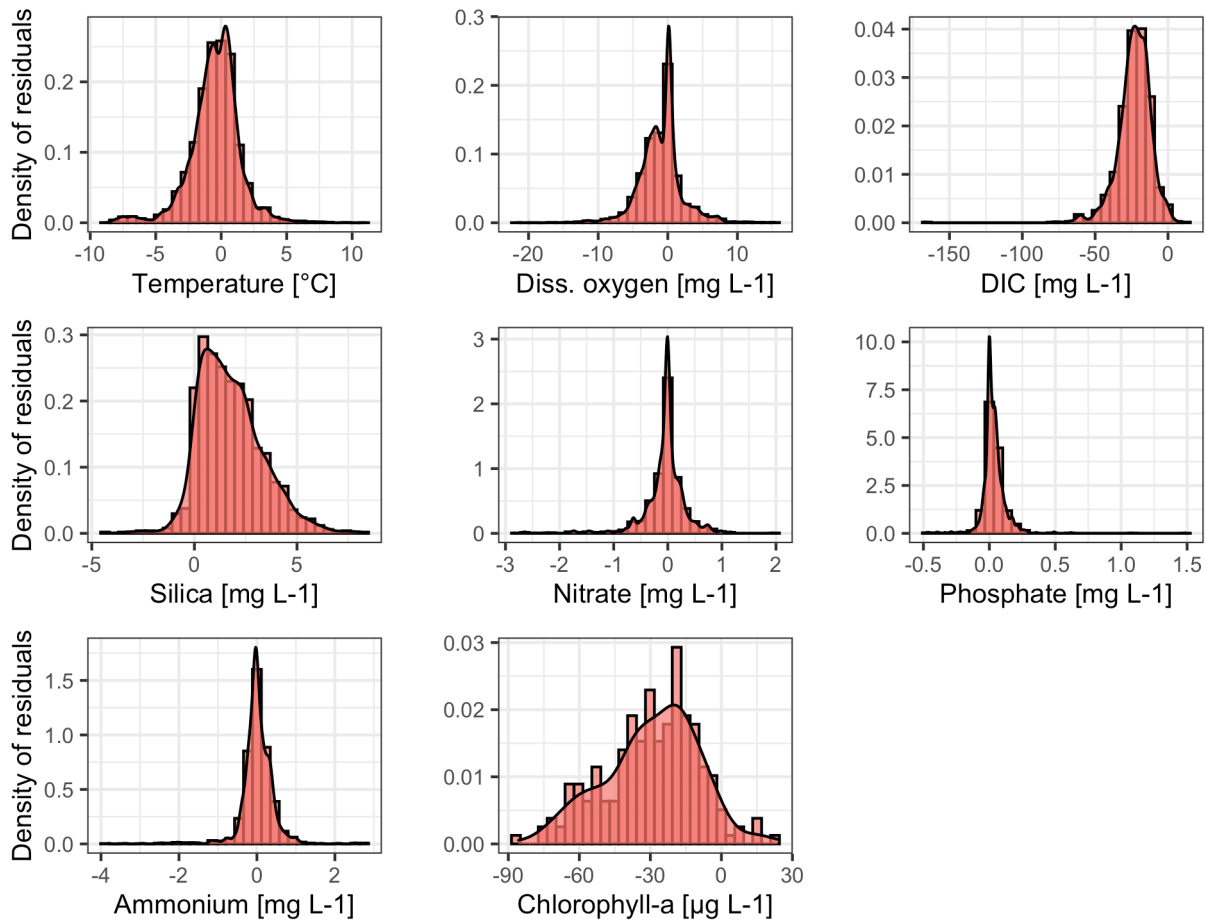 Density of residuals
0.2
0.1
0.0
-10 -5 0 5 10
Temperature [°C]
0.3
0.2
0.1
0.0
-20 -10 0 10
Diss. oxygen [mg L-1]
0.04
0.03
0.02
0.01
0.00
-150 -100 -50 0
DIC [mg L-1]
Density of residuals
0.3
0.2
0.1
0.0
-5 0 5
Silica [mg L-1]
3
2
1
0
-3 -2 -1 0 1 2
Nitrate [mg L-1]
10.0
7.5
5.0
2.5
0.0
-0.5 0.0 0.5 1.0 1.5
Phosphate [mg L-1]
Density of residuals
1.5
1.0
0.5
0.0
-4 -2 0 2
Ammonium [mg L-1]
0.03
0.02
0.01
0.00
-90 -60 -30 0 30
Chlorophyll-a [µg L-1]